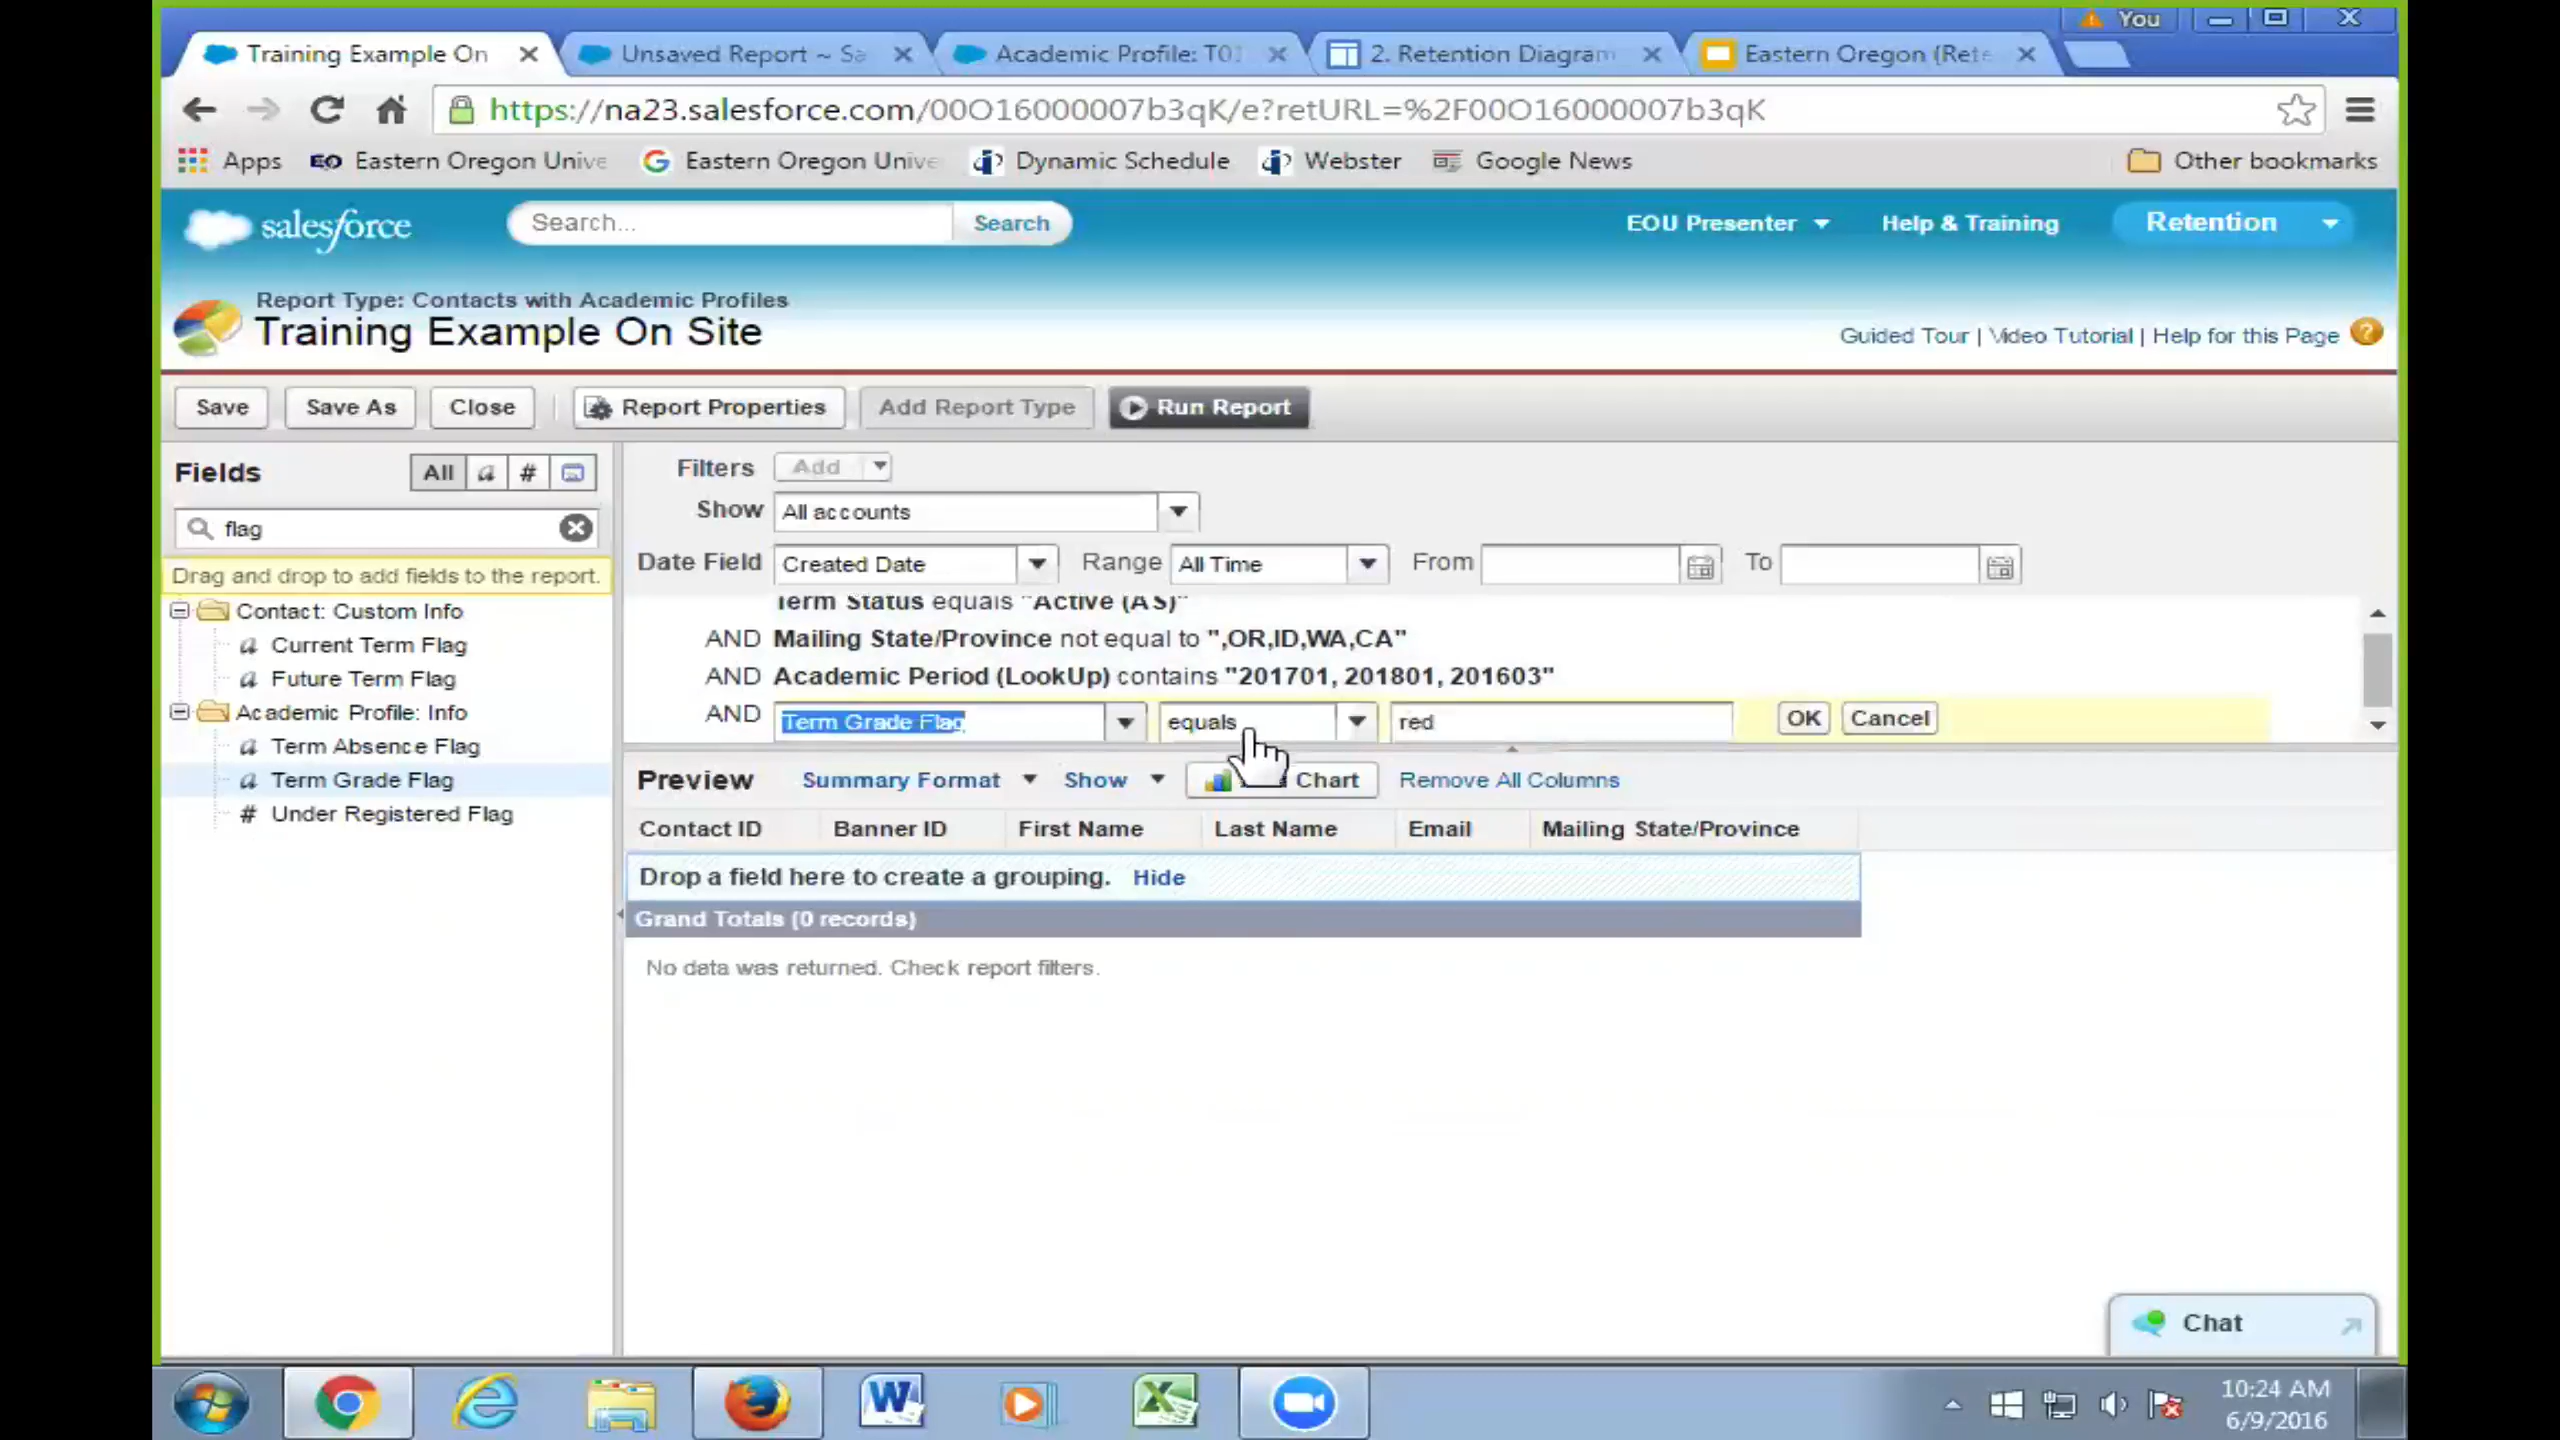 You
Training Example On
Unsaved Report ~ Sa
Academic Profile: T01
2. Retention Diagram
Eastern Oregon (Rete
https://na23.salesforce.com/00O16000007b3qK/e?retURL=%2F00O16000007b3qK
Apps
Eastern Oregon Unive
Eastern Oregon Unive
Dynamic Schedule
Webster
Google News
Other bookmarks
salesforce
Search...
Search
EOU Presenter
Help & Training
Retention
Report Type: Contacts with Academic Profiles
Training Example On Site
Guided Tour | Video Tutorial | Help for this Page
Save
Save As
Close
Report Properties
Add Report Type
Run Report
Fields
All
a
#
flag
Drag and drop to add fields to the report.
Contact: Custom Info
a Current Term Flag
a Future Term Flag
Academic Profile: Info
a Term Absence Flag
a Term Grade Flag
# Under Registered Flag
Filters
Add
Show
All accounts
Date Field
Created Date
Range
All Time
From
To
Term Status equals "Active (AS)"
AND Mailing State/Province not equal to ",OR,ID,WA,CA"
AND Academic Period (LookUp) contains "201701, 201801, 201603"
AND
Term Grade Flag
equals
red
OK
Cancel
Preview
Summary Format
Show
Chart
Remove All Columns
Contact ID
Banner ID
First Name
Last Name
Email
Mailing State/Province
Drop a field here to create a grouping. Hide
Grand Totals (0 records)
No data was returned. Check report filters.
Chat
10:24 AM
6/9/2016